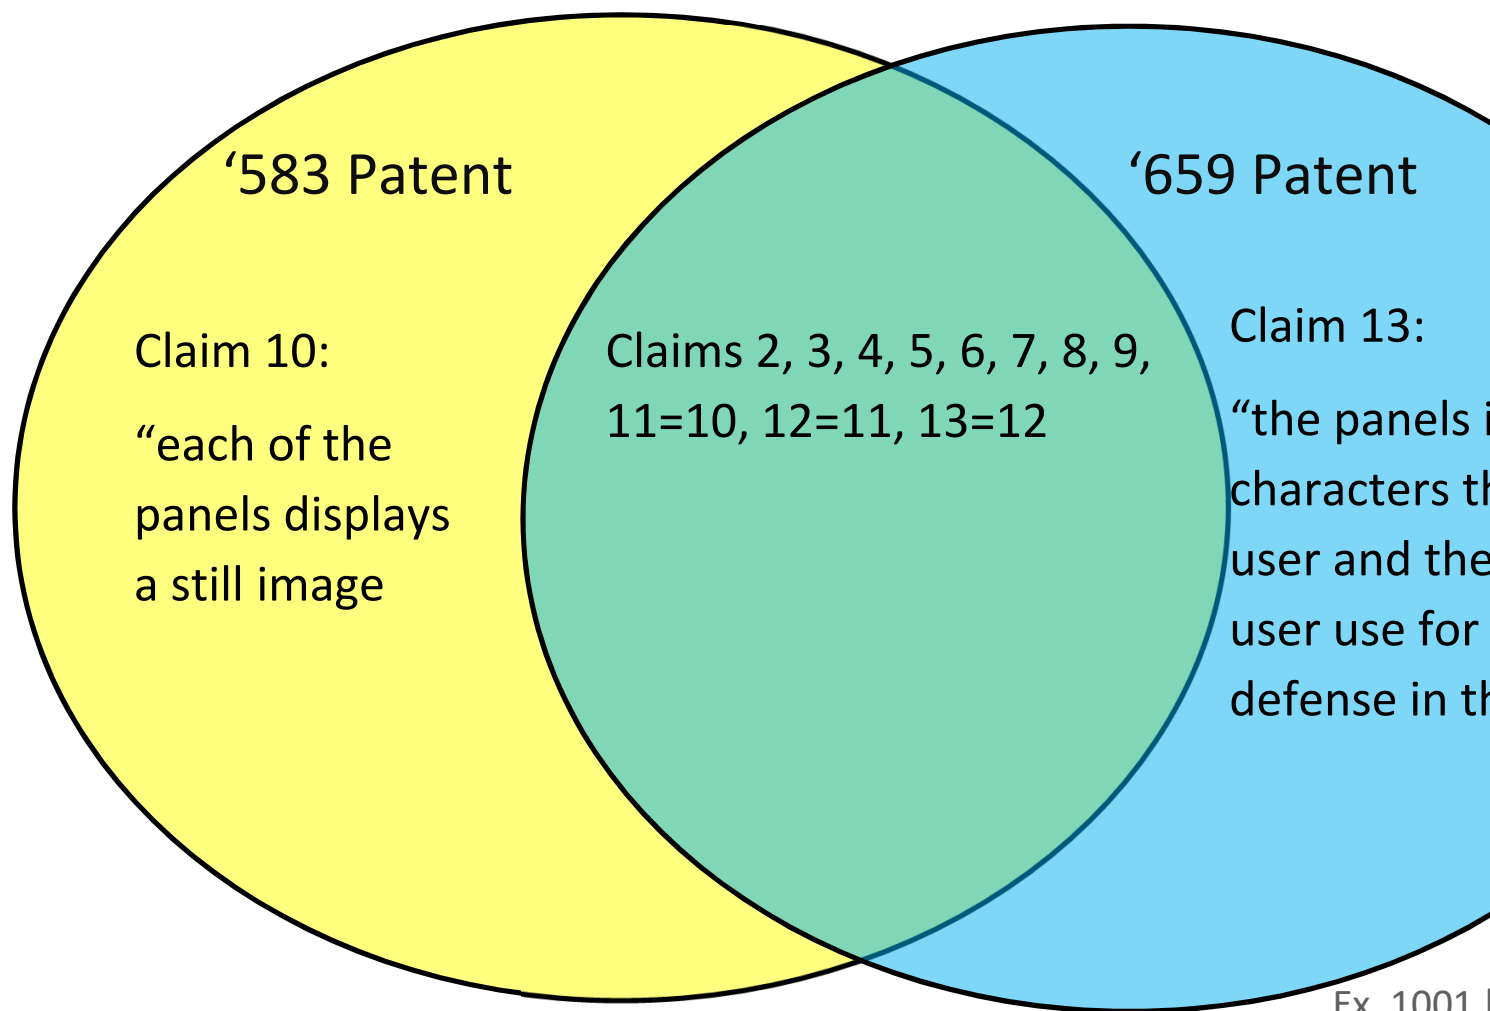 ‘583 Patent
‘659 Patent
Claim 10:
“each of the
panels displays
a still image
Claims 2, 3, 4, 5, 6, 7, 8, 9,
11=10, 12=11, 13=12
Claim 13:
“the panels
characters
user and the
user use for
defense in
Ex. 1001